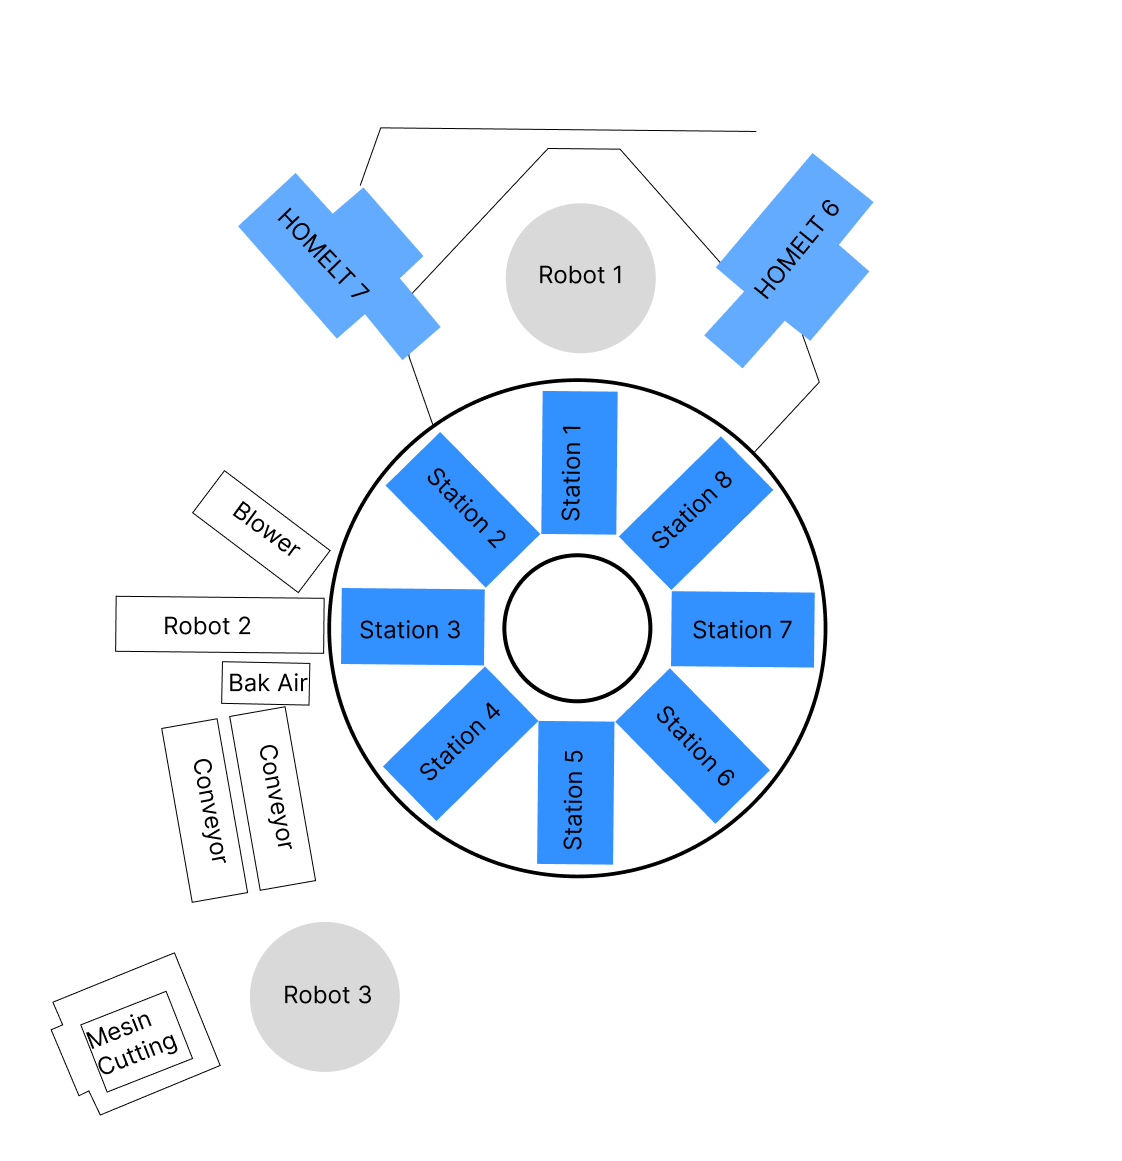 HOMELT 7
HOMELT 6
Robot 1
Station 1
Station 2
Station 8
Blower
Robot 2
Station 3
Station 7
Bak Air
Station 4
Station 6
Station 5
Conveyor
Conveyor
Robot 3
Mesin
Cutting